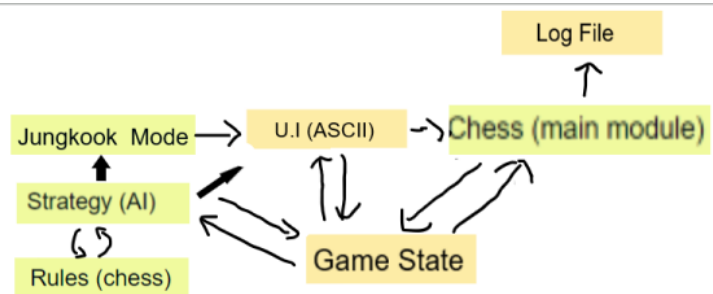 Log File
Jungkook Mode
U.I (ASCII)
Chess (main module)
Strategy (AI)
Game State
Rules (chess)